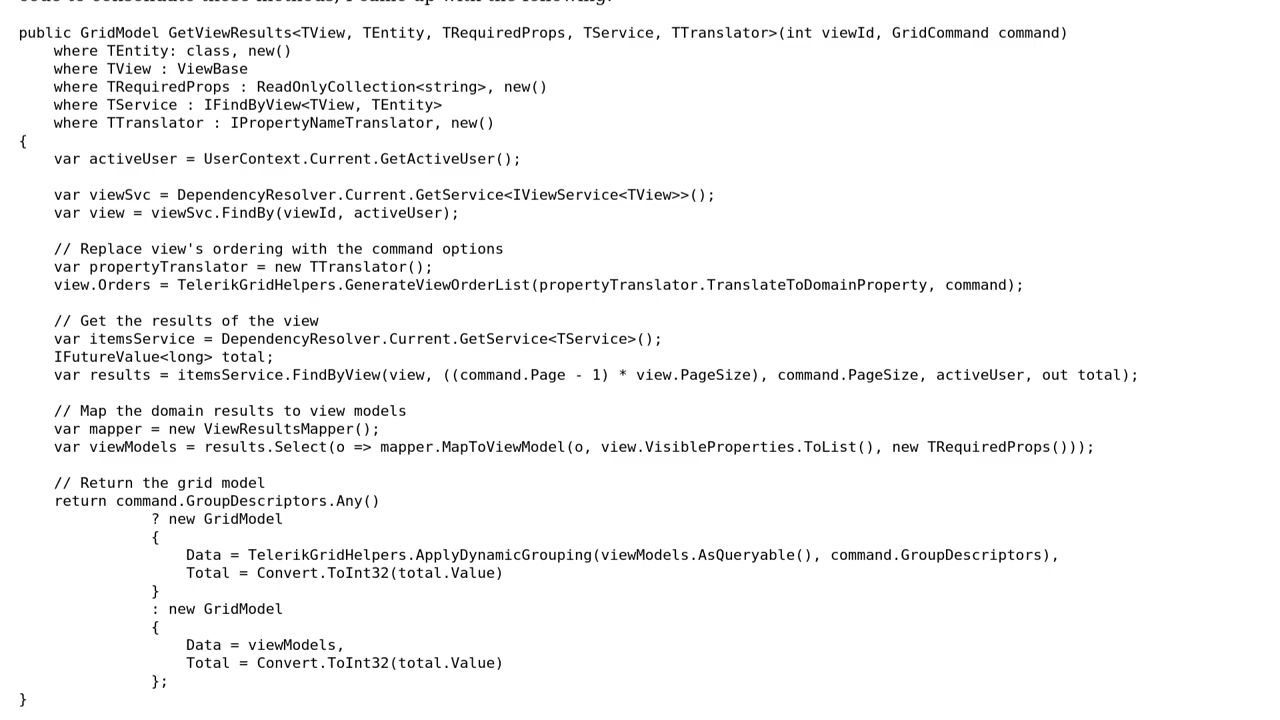 public GridModel GetViewResults<TView, TEntity, TRequiredProps, TService, TTranslator>(int viewId, GridCommand command)
    where TEntity: class, new()
    where TView : ViewBase
    where TRequiredProps : ReadOnlyCollection<string>, new()
    where TService : IFindByView<TView, TEntity>
    where TTranslator : IPropertyNameTranslator, new()
{
    var activeUser = UserContext.Current.GetActiveUser();

    var viewSvc = DependencyResolver.Current.GetService<IViewService<TView>>();
    var view = viewSvc.FindBy(viewId, activeUser);

    // Replace view's ordering with the command options
    var propertyTranslator = new TTranslator();
    view.Orders = TelerikGridHelpers.GenerateViewOrderList(propertyTranslator.TranslateToDomainProperty, command);

    // Get the results of the view
    var itemsService = DependencyResolver.Current.GetService<TService>();
    IFutureValue<long> total;
    var results = itemsService.FindByView(view, ((command.Page - 1) * view.PageSize), command.PageSize, activeUser, out total);

    // Map the domain results to view models
    var mapper = new ViewResultsMapper();
    var viewModels = results.Select(o => mapper.MapToViewModel(o, view.VisibleProperties.ToList(), new TRequiredProps()));

    // Return the grid model
    return command.GroupDescriptors.Any()
               ? new GridModel
               {
                   Data = TelerikGridHelpers.ApplyDynamicGrouping(viewModels.AsQueryable(), command.GroupDescriptors),
                   Total = Convert.ToInt32(total.Value)
               }
               : new GridModel
               {
                   Data = viewModels,
                   Total = Convert.ToInt32(total.Value)
               };
}